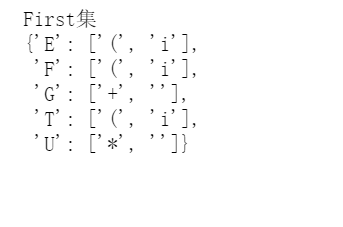 First集
{'E': ['(', 'i'],
 'F': ['(', 'i'],
 'G': ['+', ''],
 'T': ['(', 'i'],
 'U': ['*', '']}